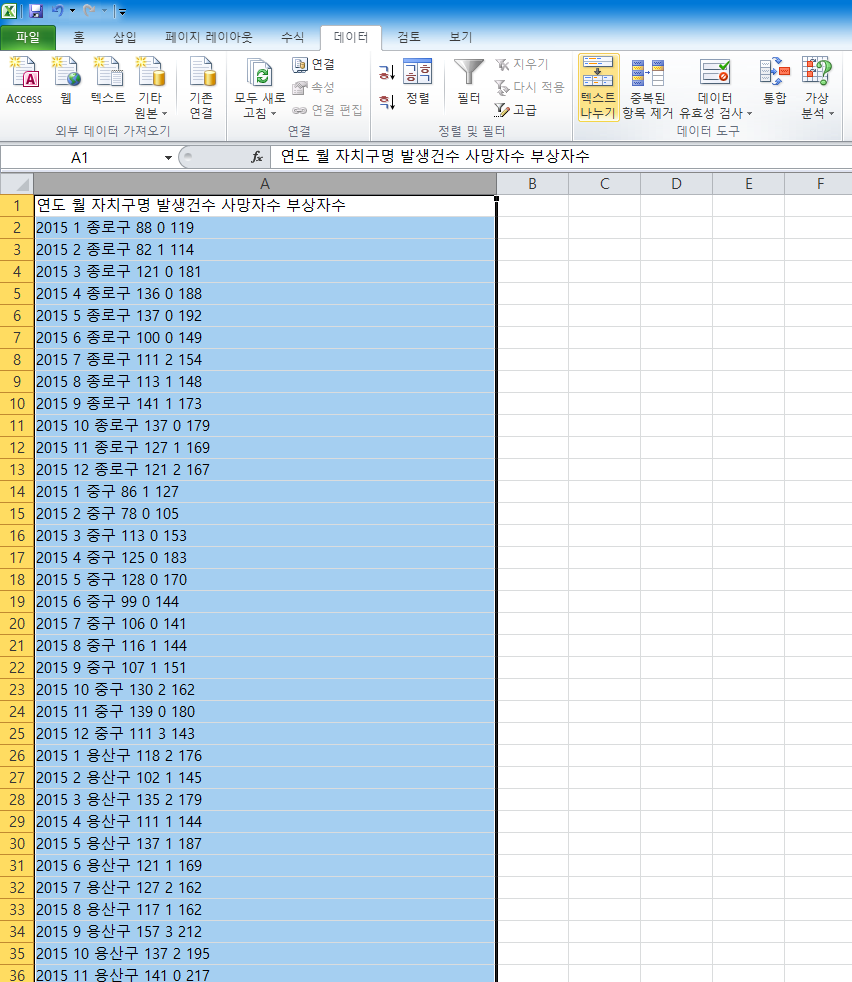 파일 홈 삽입 페이지 레이아웃 수식 데이터 검토 보기
Access 웹 텍스트 기타 원본 기존 연결 모두 새로 고침 연결 속성 연결 편집 정렬 필터 지우기 다시 적용 고급 텍스트 나누기 중복된 항목 제거 데이터 유효성 검사 통합 가상 분석
외부 데이터 가져오기 연결 정렬 및 필터 데이터 도구
A1 fx 연도 월 자치구명 발생건수 사망자수 부상자수
A B C D E F
1 연도 월 자치구명 발생건수 사망자수 부상자수
2 2015 1 종로구 88 0 119
3 2015 2 종로구 82 1 114
4 2015 3 종로구 121 0 181
5 2015 4 종로구 136 0 188
6 2015 5 종로구 137 0 192
7 2015 6 종로구 100 0 149
8 2015 7 종로구 111 2 154
9 2015 8 종로구 113 1 148
10 2015 9 종로구 141 1 173
11 2015 10 종로구 137 0 179
12 2015 11 종로구 127 1 169
13 2015 12 종로구 121 2 167
14 2015 1 중구 86 1 127
15 2015 2 중구 78 0 105
16 2015 3 중구 113 0 153
17 2015 4 중구 125 0 183
18 2015 5 중구 128 0 170
19 2015 6 중구 99 0 144
20 2015 7 중구 106 0 141
21 2015 8 중구 116 1 144
22 2015 9 중구 107 1 151
23 2015 10 중구 130 2 162
24 2015 11 중구 139 0 180
25 2015 12 중구 111 3 143
26 2015 1 용산구 118 2 176
27 2015 2 용산구 102 1 145
28 2015 3 용산구 135 2 179
29 2015 4 용산구 111 1 144
30 2015 5 용산구 137 1 187
31 2015 6 용산구 121 1 169
32 2015 7 용산구 127 2 162
33 2015 8 용산구 117 1 162
34 2015 9 용산구 157 3 212
35 2015 10 용산구 137 2 195
36 2015 11 용산구 141 0 217